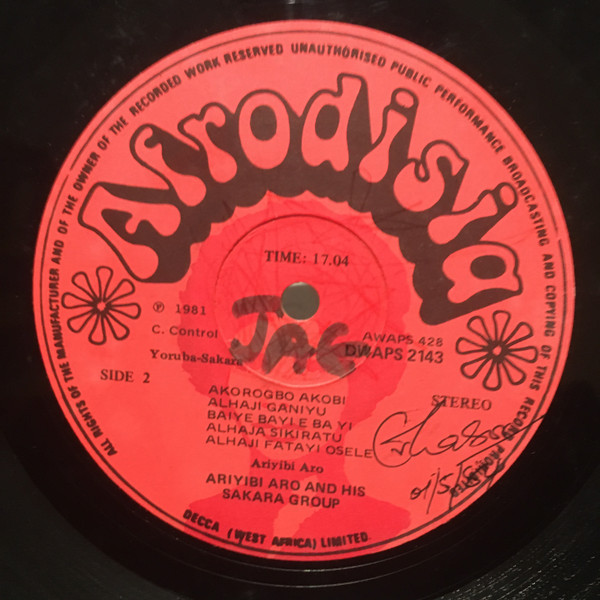 ALL RIGHTS OF THE MANUFACTURER AND OF THE OWNER OF THE RECORDED WORK RESERVED UNAUTHORISED PUBLIC PERFORMANCE BROADCASTING AND COPYING OF THIS RECORD PROHIBITED
Afrodisia
TIME: 17.04
℗ 1981
C. Control
JAE
AWAPS 428
DWAPS 2143
Yoruba-Sakara
SIDE 2
STEREO
AKOROGBO AKOBI
ALHAJI GANIYU
BAIYE BAYI E BA YI
ALHAJA SIKIRATU
ALHAJI FATAYI OSELE
Ariyibi Aro
ARIYIBI ARO AND HIS
SAKARA GROUP
DECCA (WEST AFRICA) LIMITED